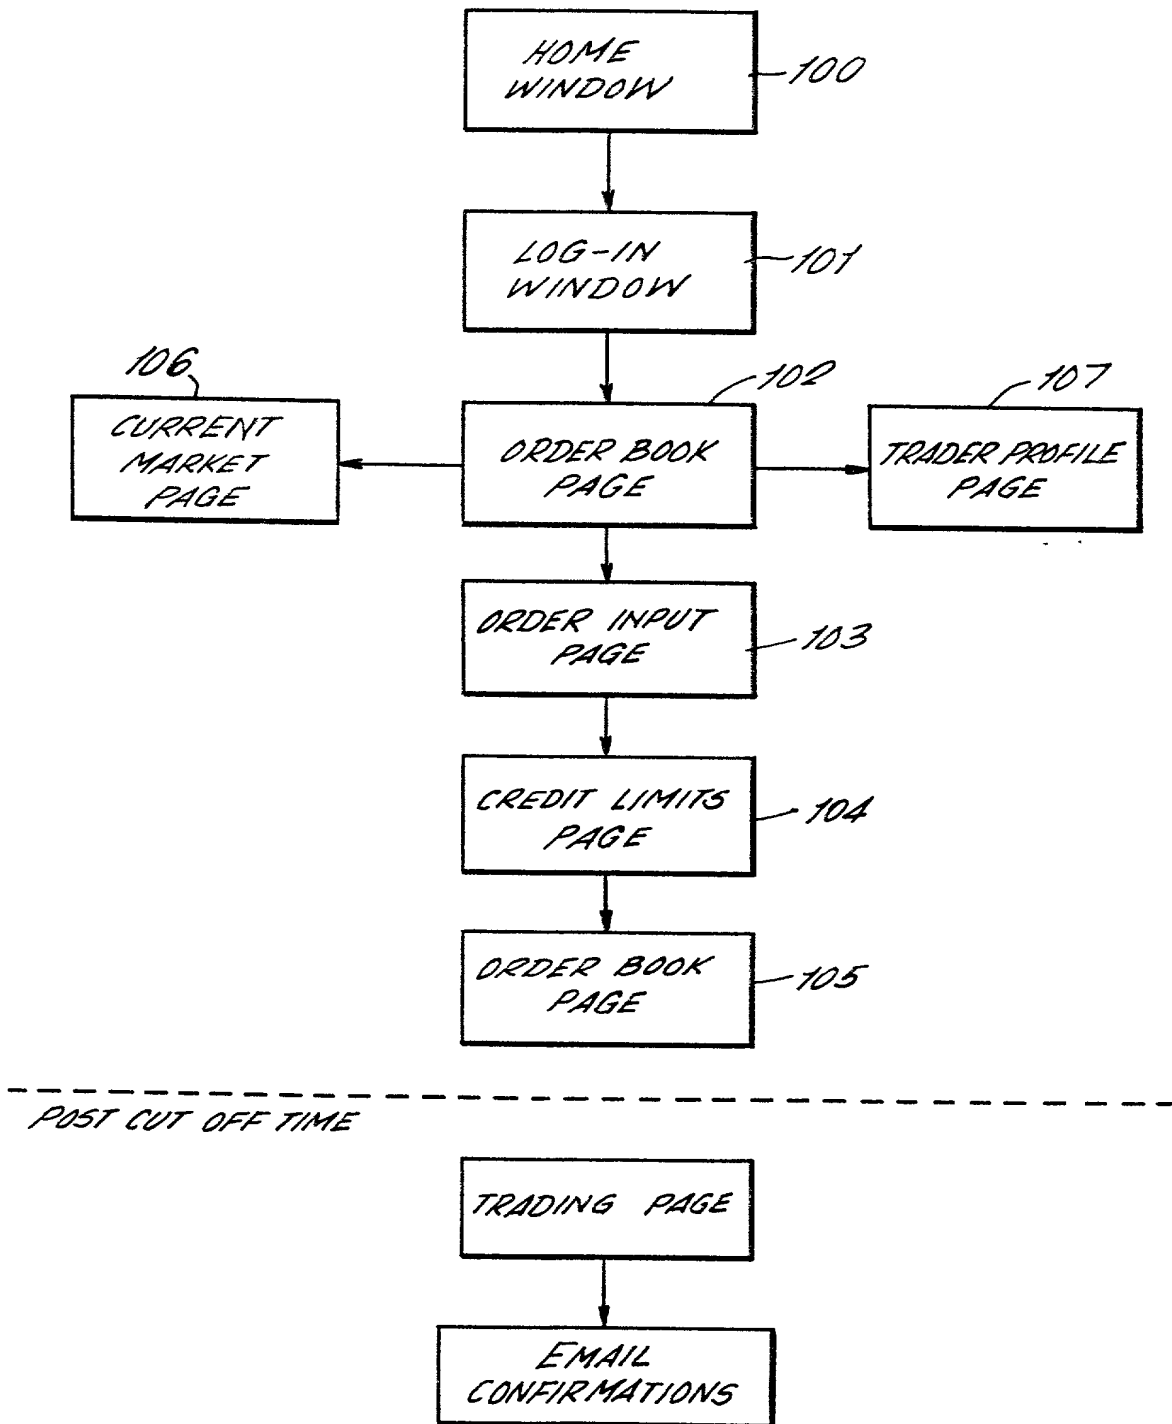 HOME
WINDOW
100
LOG-IN
WINDOW
101
106
CURRENT
MARKET
PAGE
102
ORDER BOOK
PAGE
107
TRADER PROFILE
PAGE
ORDER INPUT
PAGE
103
CREDIT LIMITS
PAGE
104
ORDER BOOK
PAGE
105
POST CUT OFF TIME
TRADING PAGE
EMAIL
CONFIRMATIONS